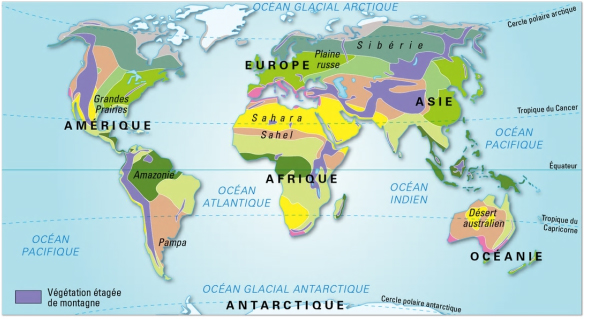 OCÉAN GLACIAL ARCTIQUE
Cercle polaire arctique
Sibérie
Plaine
russe
EUROPE
Grandes
Prairies
ASIE
AMÉRIQUE
Tropique du Cancer
Sahara
Sahel
OCÉAN
PACIFIQUE
Équateur
Amazonie
AFRIQUE
OCÉAN
ATLANTIQUE
OCÉAN
INDIEN
Désert
australien
Tropique du
Capricorne
OCÉAN
PACIFIQUE
Pampa
OCÉANIE
OCÉAN GLACIAL ANTARCTIQUE
Végétation étagée
de montagne
ANTARCTIQUE
Cercle polaire antarctique